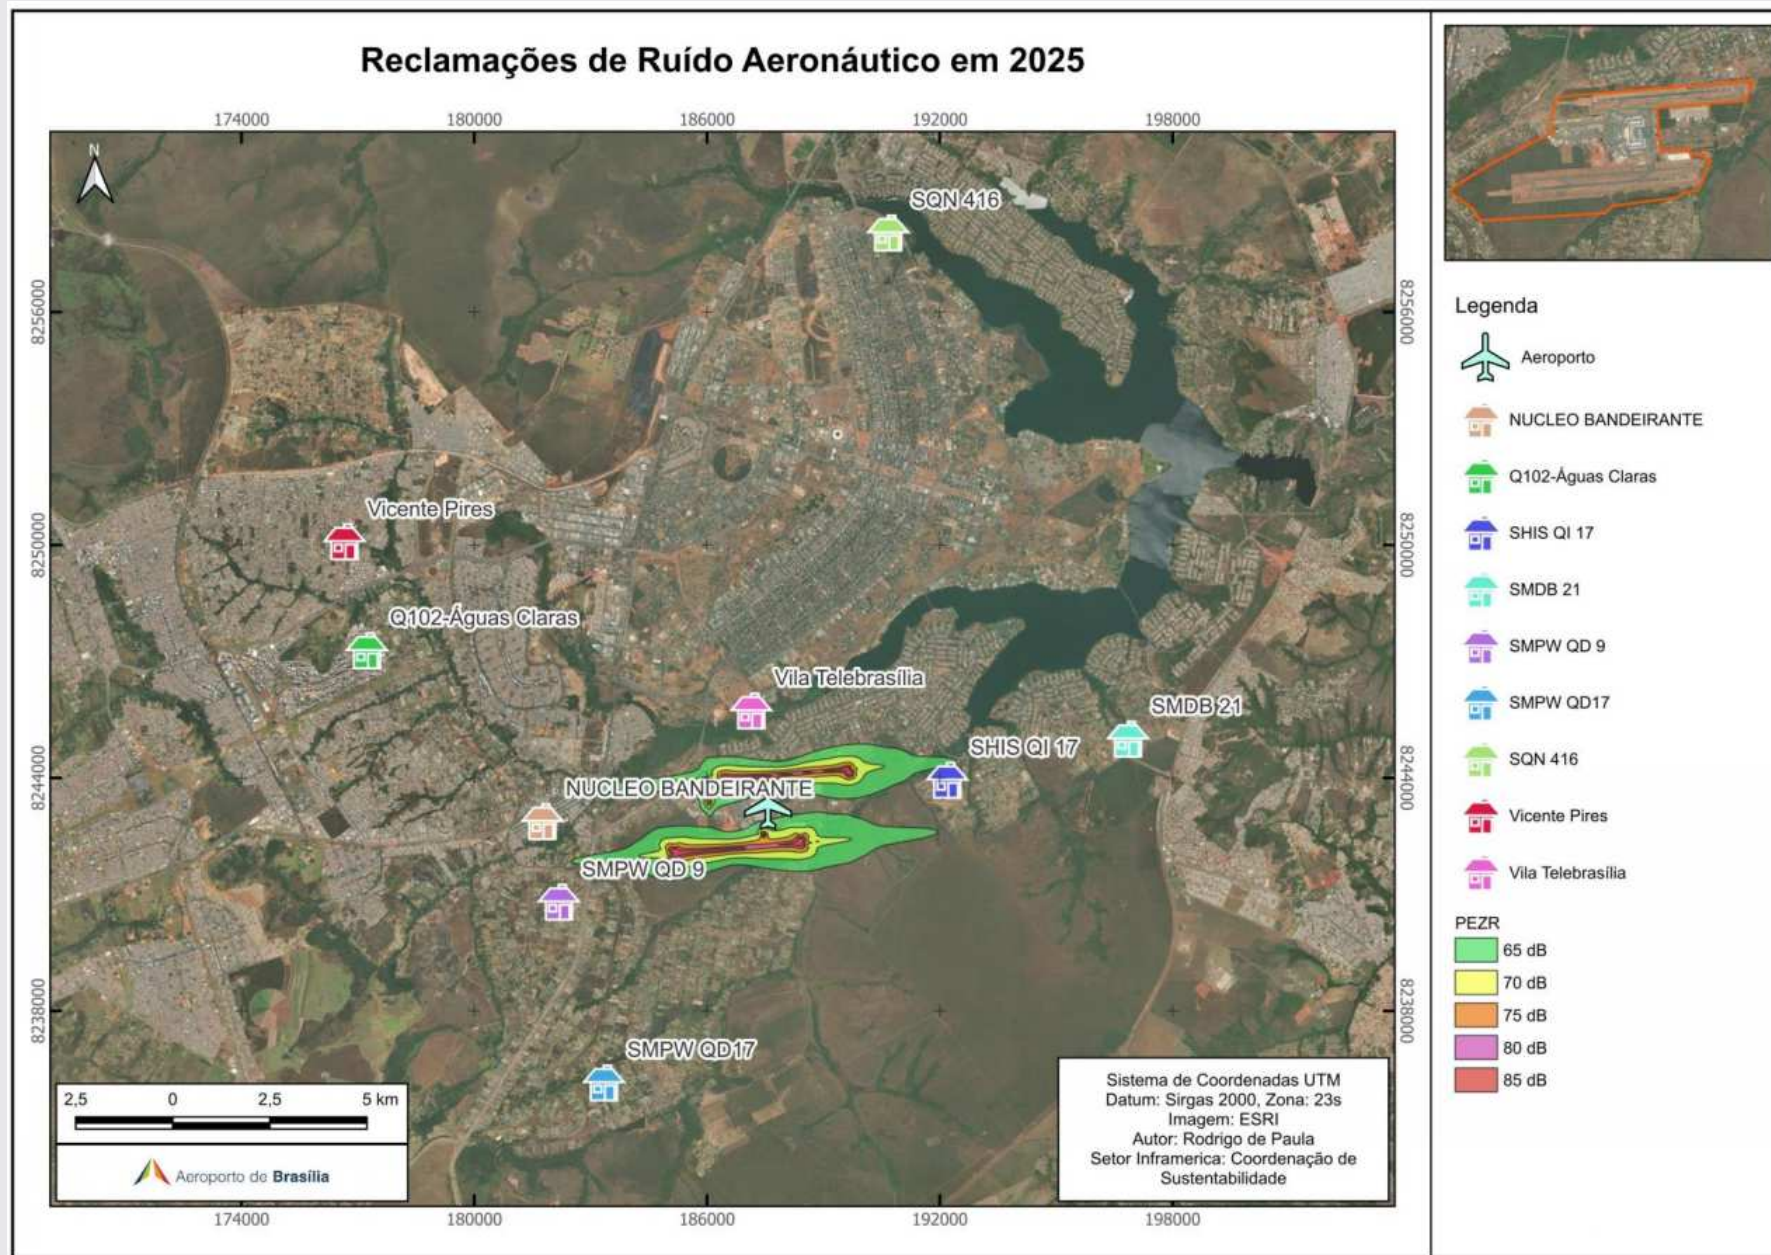 Reclamações de Ruído Aeronáutico em 2025
174000 180000 186000 192000 198000
N
SQN 416
8256000 8256000
Vicente Pires
8250000 8250000
Q102-Águas Claras
Vila Telebrasília
SMDB 21
SHIS QI 17
8244000 8244000
NUCLEO BANDEIRANTE
SMPW QD 9
8238000 8238000
SMPW QD17
2,5 0 2,5 5 km
Aeroporto de Brasília
Sistema de Coordenadas UTM
Datum: Sirgas 2000, Zona: 23s
Imagem: ESRI
Autor: Rodrigo de Paula
Setor Inframerica: Coordenação de
Sustentabilidade
174000 180000 186000 192000 198000
Legenda
Aeroporto
NUCLEO BANDEIRANTE
Q102-Águas Claras
SHIS QI 17
SMDB 21
SMPW QD 9
SMPW QD17
SQN 416
Vicente Pires
Vila Telebrasília
PEZR
65 dB
70 dB
75 dB
80 dB
85 dB